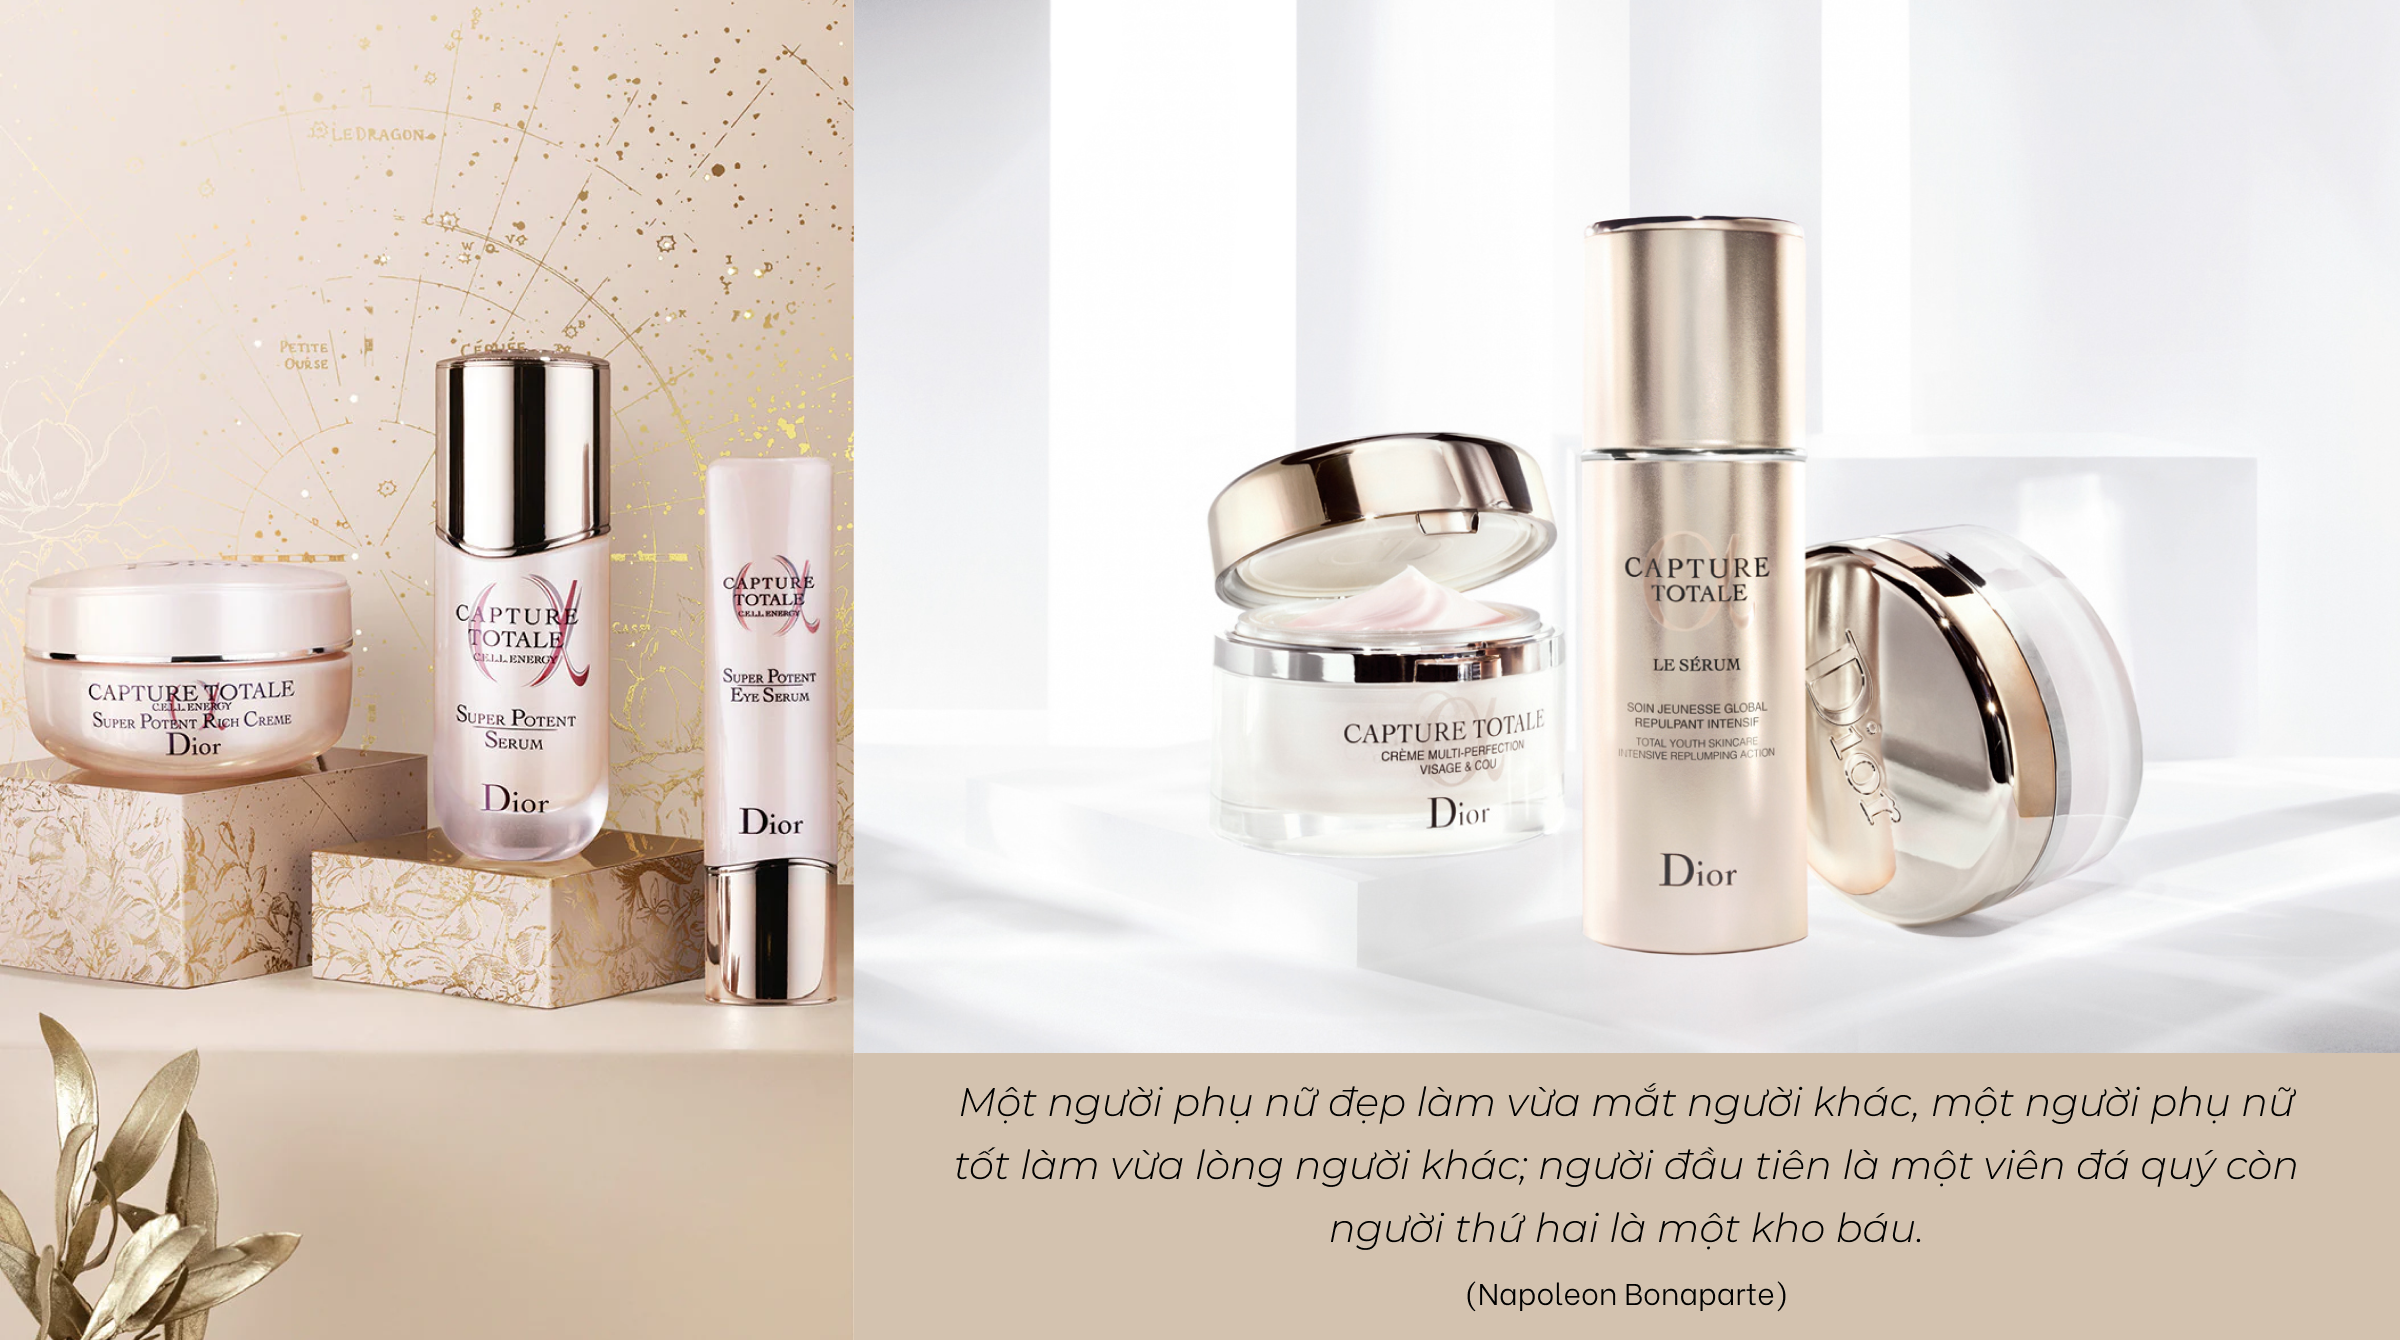 LE DRAGON
PETITE
OURSE
Dior
CAPTURE TOTALE
C.E.L.L. ENERGY
SUPER POTENT RICH CREME
Dior
CAPTURE
TOTALE
C.E.L.L. ENERGY
SUPER POTENT
SERUM
Dior
CAPTURE
TOTALE
C.E.L.L. ENERGY
SUPER POTENT
EYE SERUM
Dior
CAPTURE TOTALE
CRÈME MULTI-PERFECTION
VISAGE & COU
Dior
CAPTURE
TOTALE
LE SÉRUM
SOIN JEUNESSE GLOBAL
REPULPANT INTENSIF
TOTAL YOUTH SKINCARE
INTENSIVE REPLUMPING ACTION
Dior
Dior
Một người phụ nữ đẹp làm vừa mắt người khác, một người phụ nữ
tốt làm vừa lòng người khác; người đầu tiên là một viên đá quý còn
người thứ hai là một kho báu.
(Napoleon Bonaparte)